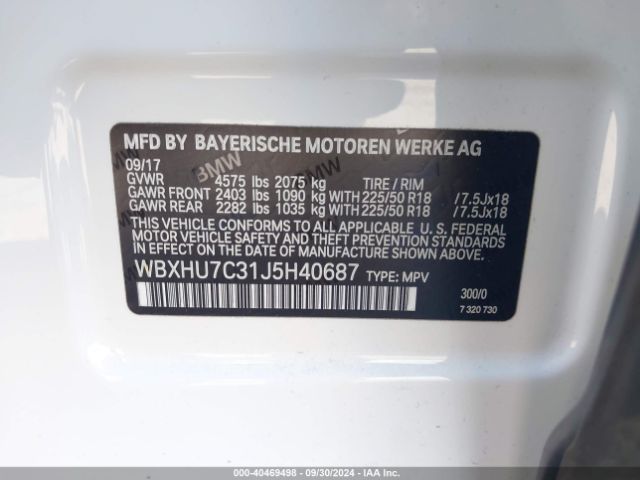 MFD BY BAYERISCHE MOTOREN WERKE AG
09/17
GVWR 4575 lbs 2075 kg TIRE / RIM
GAWR FRONT 2403 lbs 1090 kg WITH 225/50 R18 /7.5Jx18
GAWR REAR 2282 lbs 1035 kg WITH 225/50 R18 /7.5Jx18
THIS VEHICLE CONFORMS TO ALL APPLICABLE U. S. FEDERAL
MOTOR VEHICLE SAFETY, BUMPER, AND THEFT PREVENTION
STANDARDS IN EFFECT ON THE DATE OF MANUFACTURE SHOWN
ABOVE.
WBXHU7C31J5H40687 TYPE: MPV
300/0
7 320 730
BMW
BMW
BMW
000-40469498 - 09/30/2024 - IAA Inc.